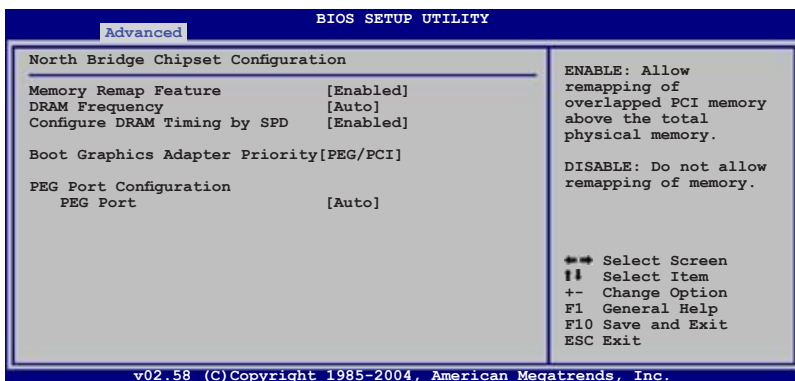 BIOS SETUP UTILITY
Advanced
North Bridge Chipset Configuration
Memory Remap Feature [Enabled]
DRAM Frequency [Auto]
Configure DRAM Timing by SPD [Enabled]
Boot Graphics Adapter Priority[PEG/PCI]
PEG Port Configuration
PEG Port [Auto]
ENABLE: Allow
remapping of
overlapped PCI memory
above the total
physical memory.
DISABLE: Do not allow
remapping of memory.
Select Screen
Select Item
+- Change Option
F1 General Help
F10 Save and Exit
ESC Exit
v02.58 (C)Copyright 1985-2004, American Megatrends, Inc.